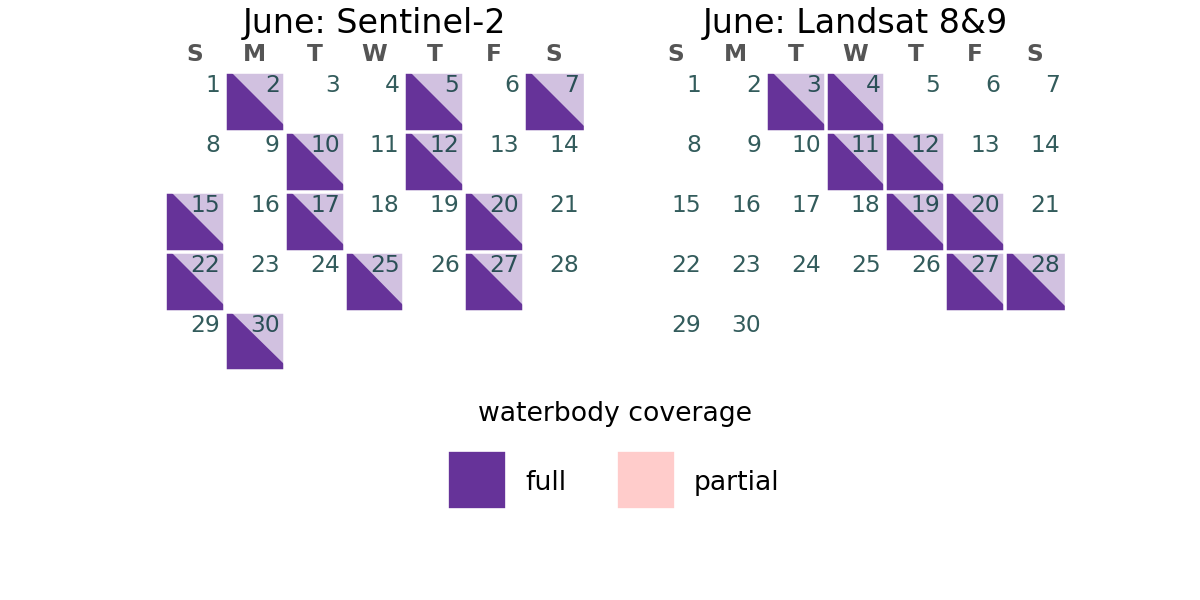 June: Sentinel-2
S M T W T F S
1 2 3 4 5 6 7
8 9 10 11 12 13 14
15 16 17 18 19 20 21
22 23 24 25 26 27 28
29 30
June: Landsat 8&9
S M T W T F S
1 2 3 4 5 6 7
8 9 10 11 12 13 14
15 16 17 18 19 20 21
22 23 24 25 26 27 28
29 30
waterbody coverage
full
partial